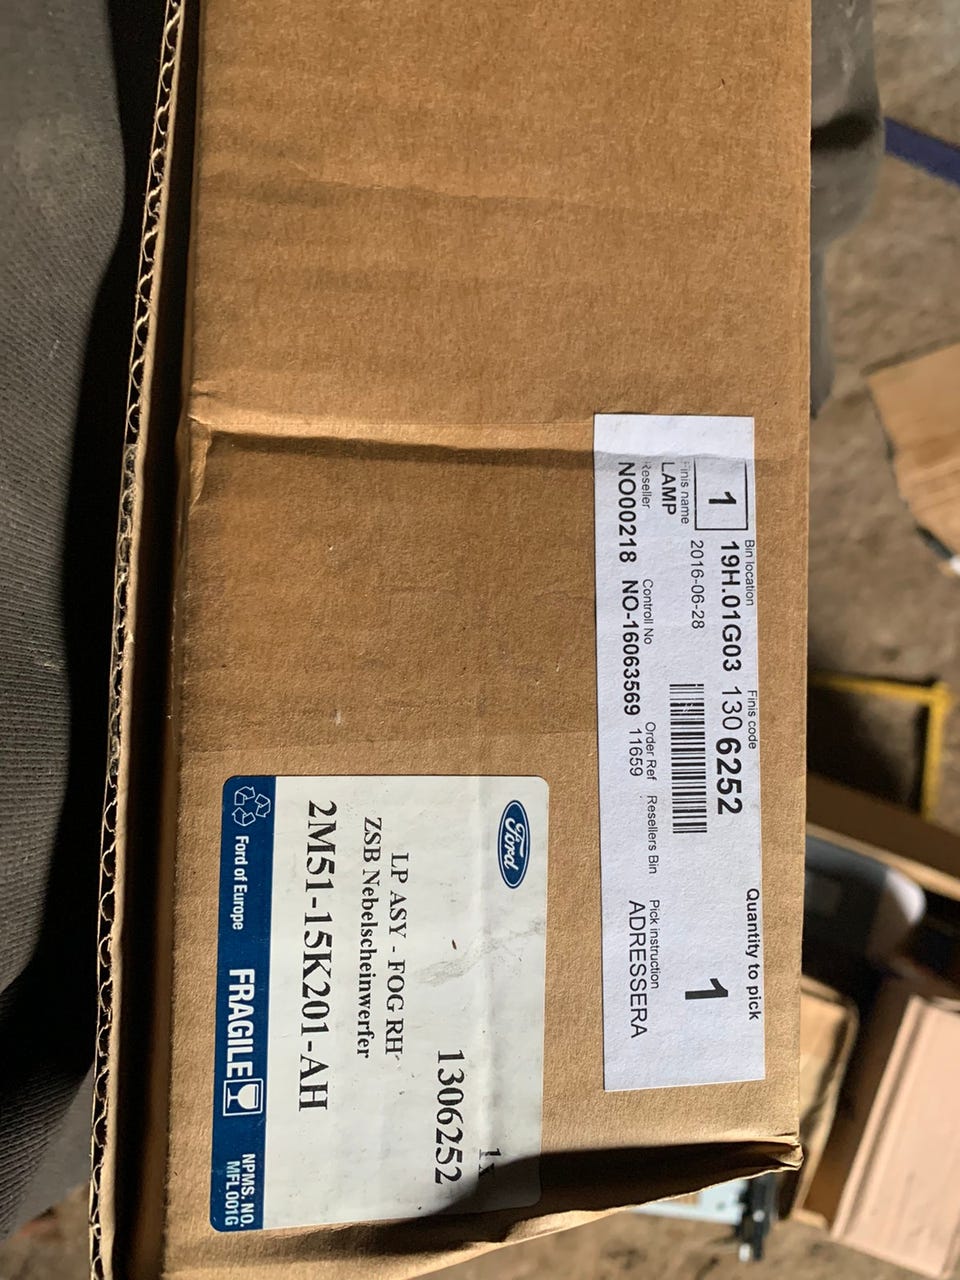 Bin location Finis code Quantity to pick
1 19H.01G03 130 6252 1
2016-06-28
Finis name
LAMP
Reseller Controll No Order Ref Resellers Bin Pick instruction
NO00218 NO-16063569 11659 ADRESSERA
Ford
1306252
LP ASY - FOG RH
ZSB Nebelscheinwerfer
2M51-15K201-AH
Ford of Europe FRAGILE NPMS. NO.
MFL001G